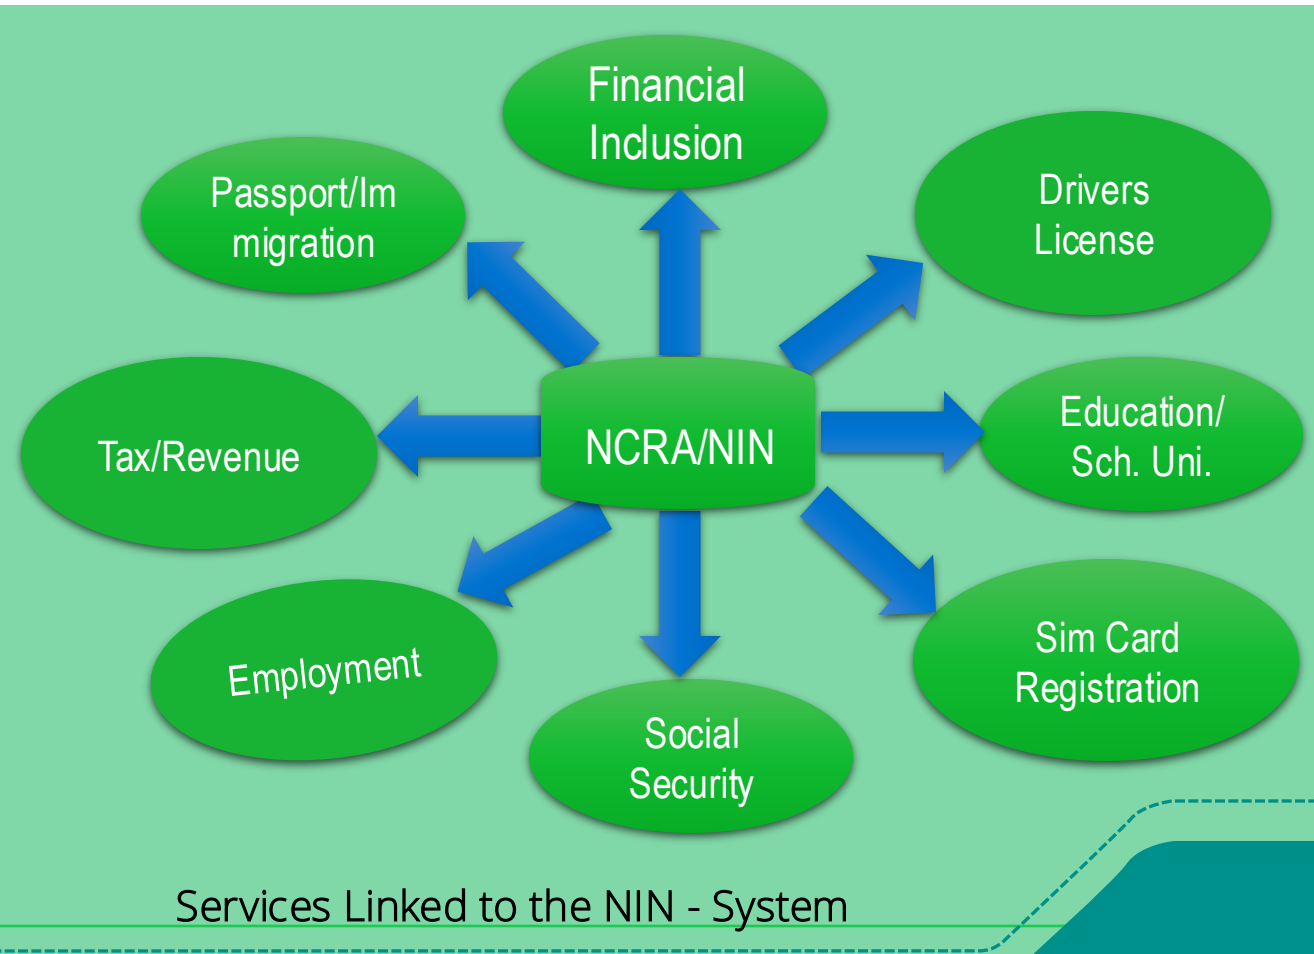 Financial
Inclusion
Passport/Im
migration
Drivers
License
Education/
Sch. Uni.
NCRA/NIN
Tax/Revenue
Sim Card
Registration
Employment
Social
Security
Services Linked to the NIN - System